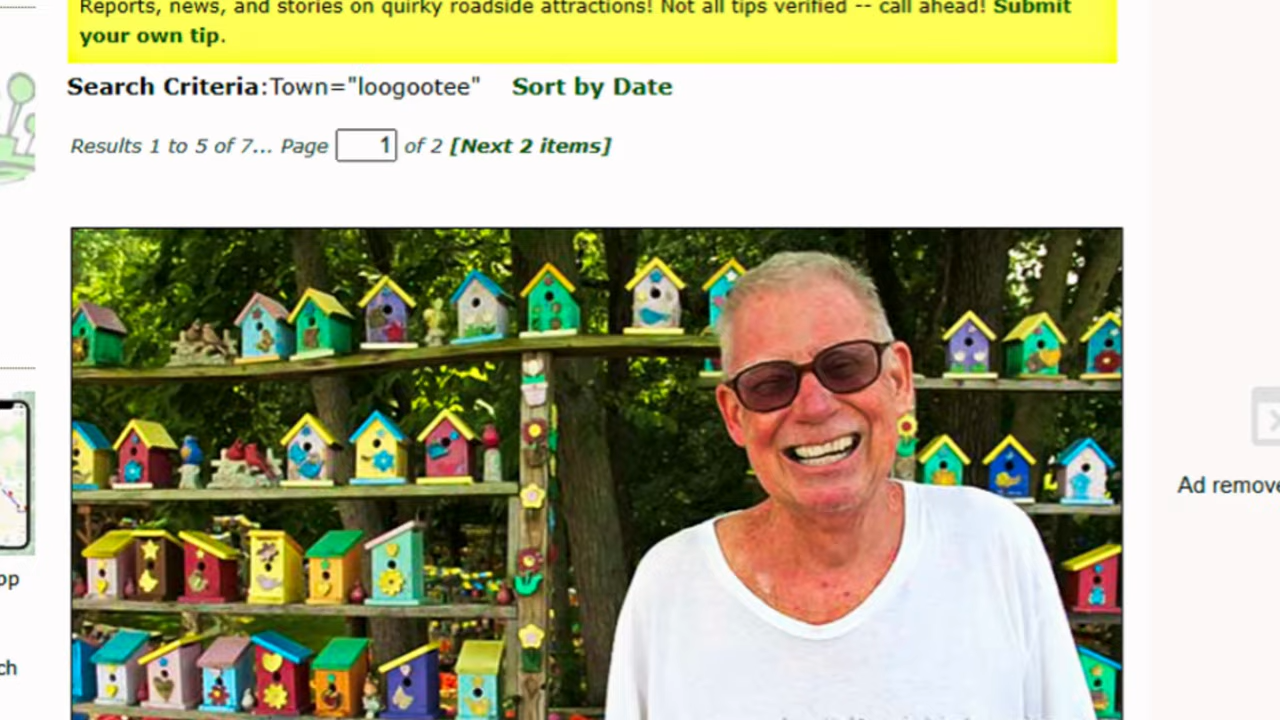 Reports, news, and stories on quirky roadside attractions! Not all tips verified -- call ahead! Submit
your own tip.
Search Criteria:Town="loogootee" Sort by Date
Results 1 to 5 of 7... Page 1 of 2 [Next 2 items]
Ad remove
op
ch